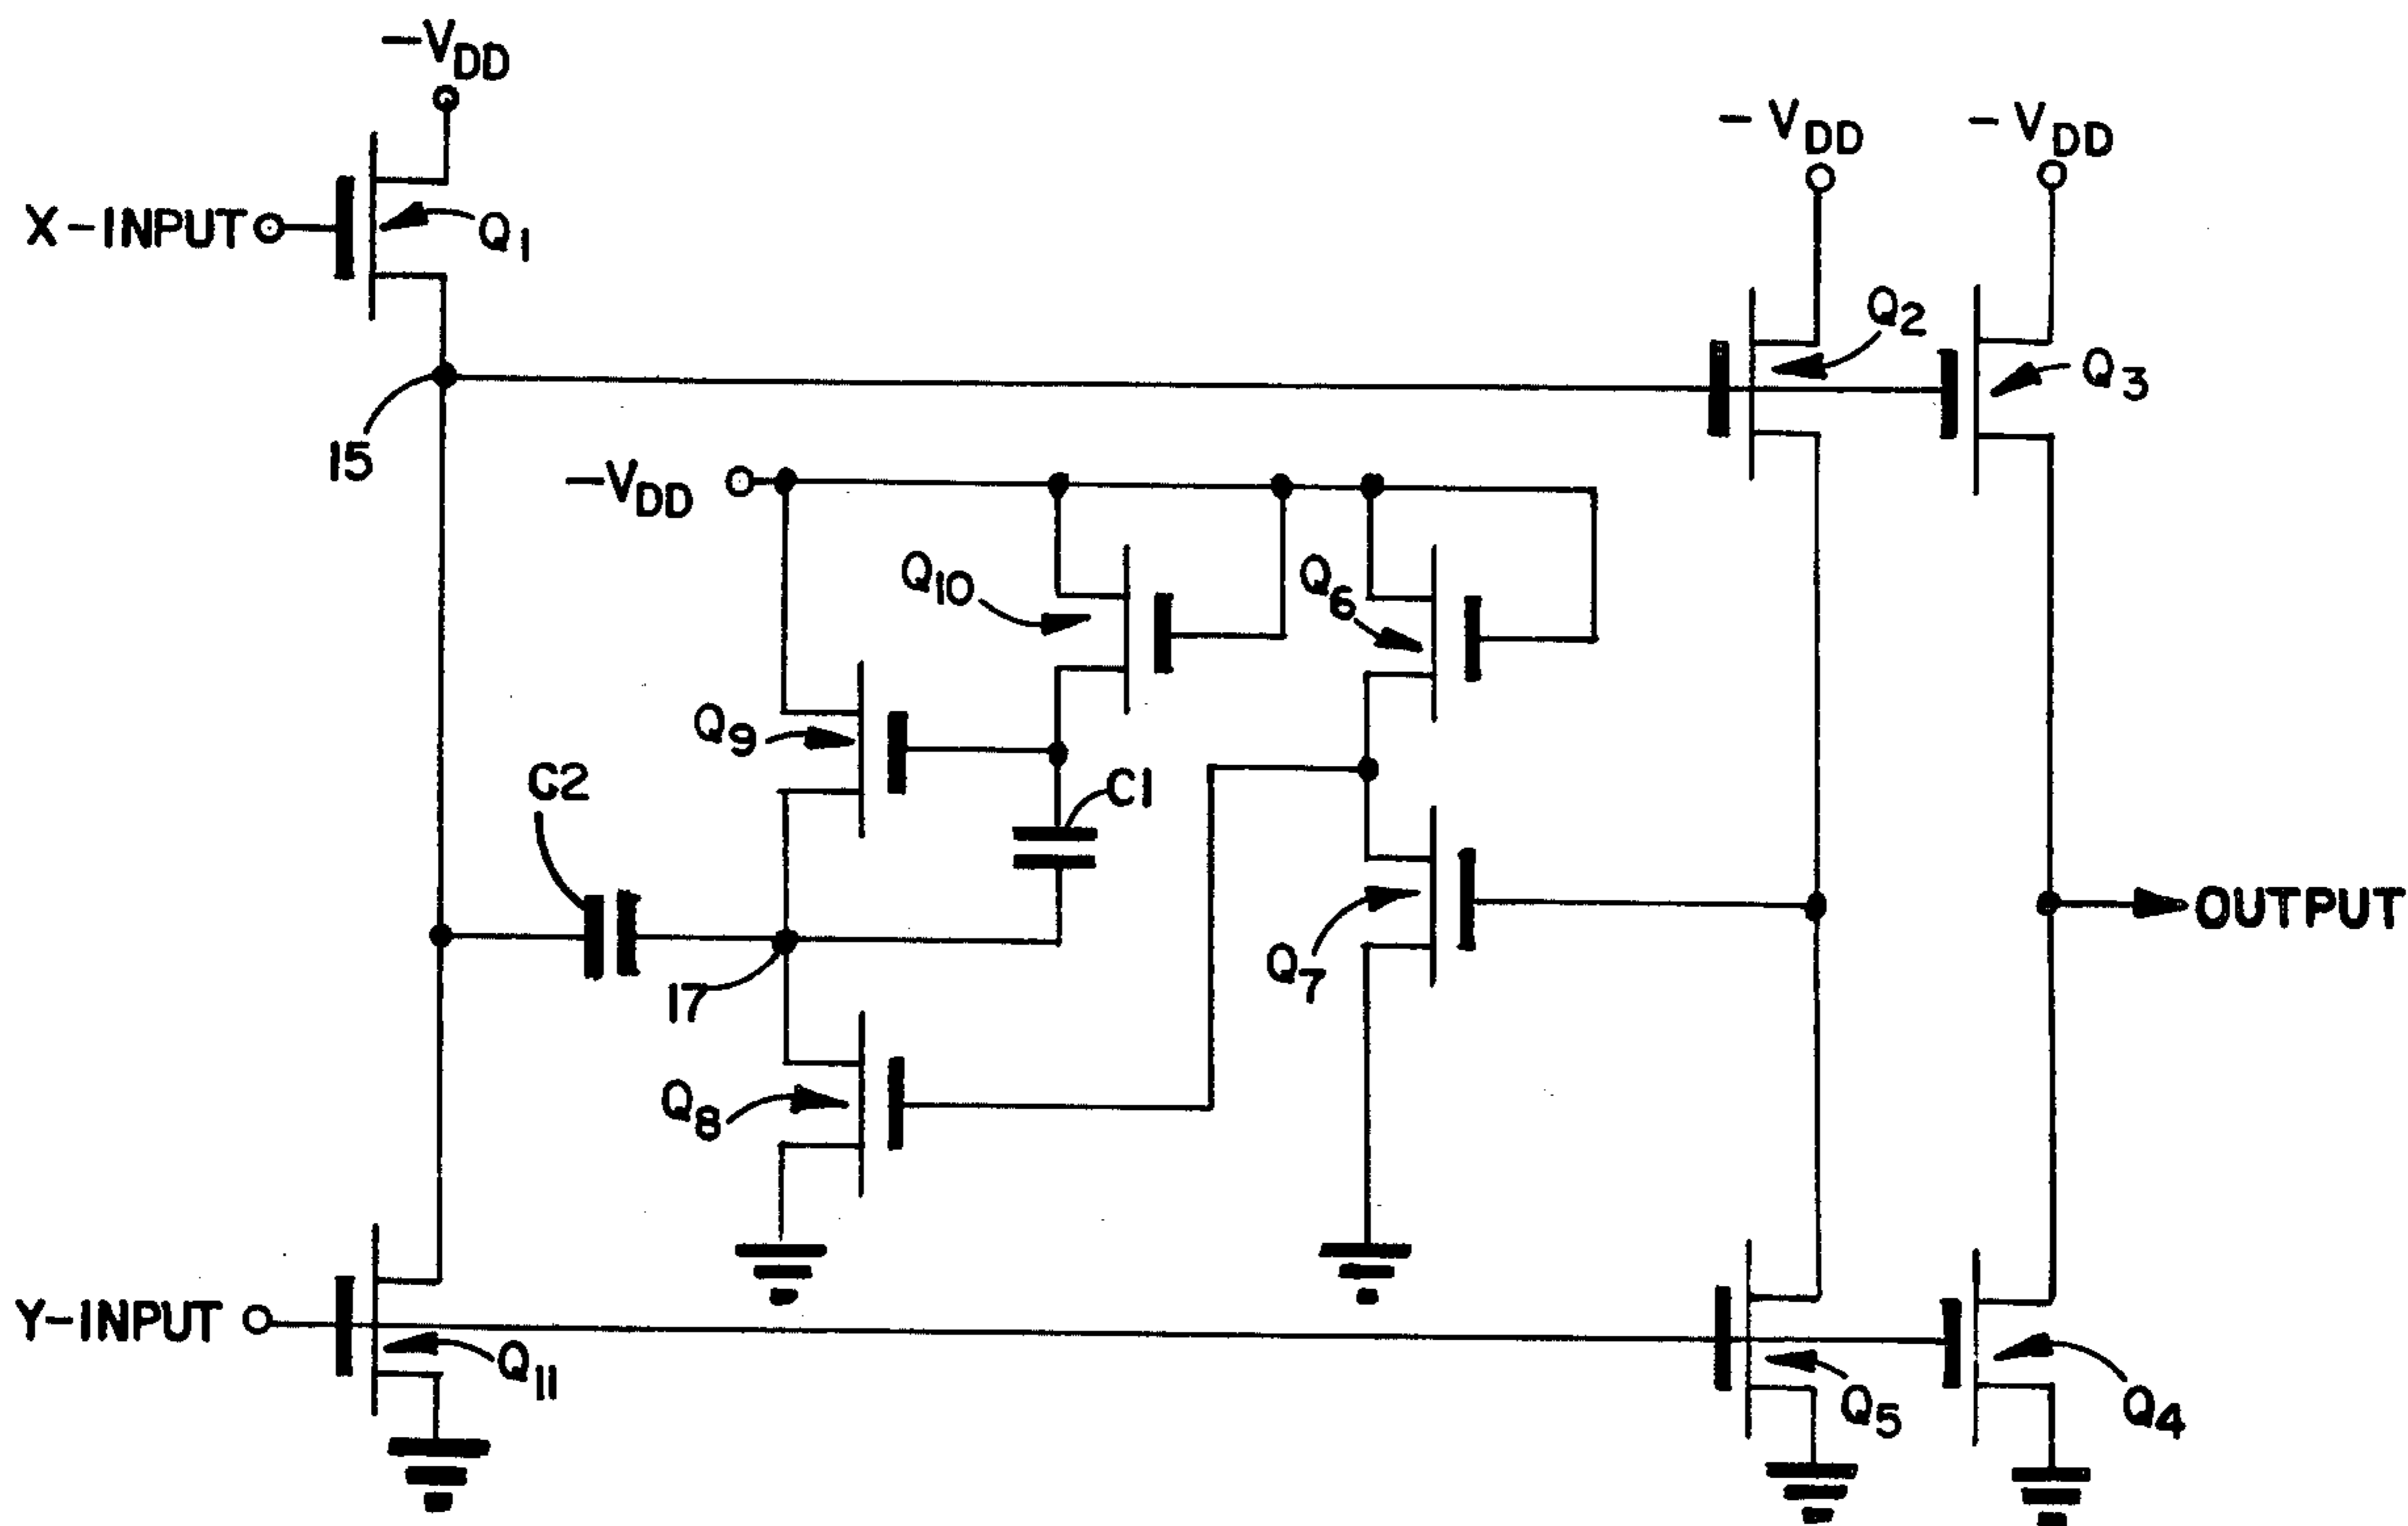 -VDD
X-INPUT
Q1
-VDD
-VDD
Q2
Q3
15
-VDD
Q10
Q6
Q9
C2
C1
OUTPUT
Q7
17
Q8
Y-INPUT
Q11
Q5
Q4